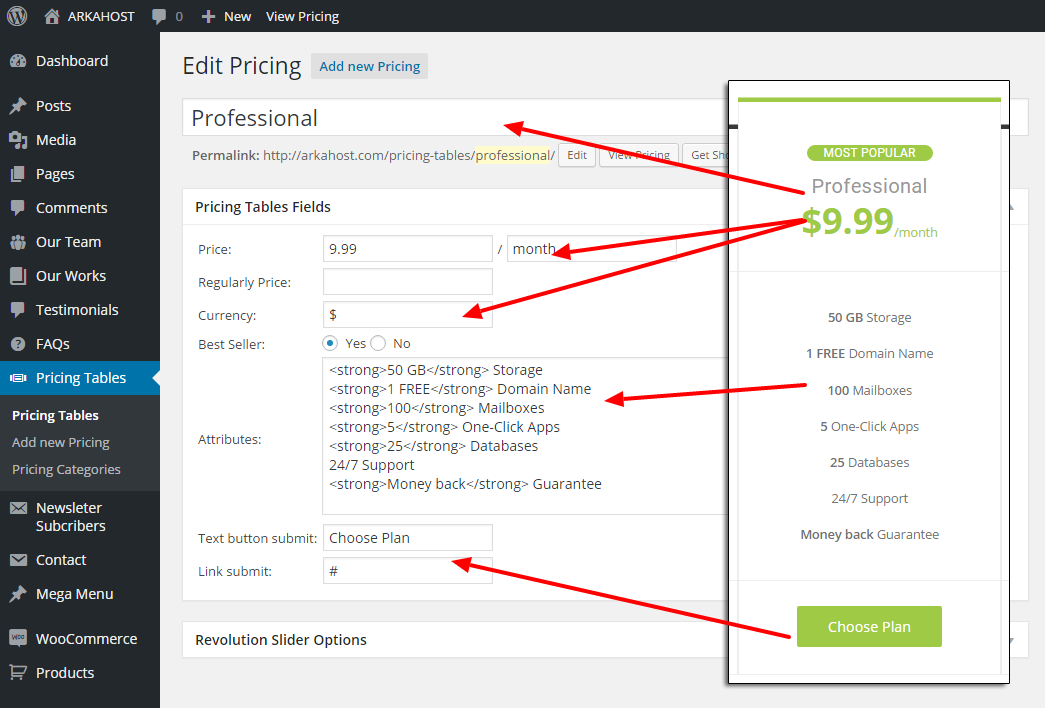 ARKAHOST 0 New View Pricing
Dashboard
Posts
Media
Pages
Comments
Our Team
Our Works
Testimonials
FAQs
Pricing Tables
Pricing Tables
Add new Pricing
Pricing Categories
Newsleter
Subcribers
Contact
Mega Menu
WooCommerce
Products
Edit Pricing Add new Pricing
Professional
Permalink: http://arkahost.com/pricing-tables/professional/ Edit View Pricing Get Sho
Pricing Tables Fields
Price: 9.99 / month
Regularly Price:
Currency: $
Best Seller: Yes No
Attributes:
<strong>50 GB</strong> Storage
<strong>1 FREE</strong> Domain Name
<strong>100</strong> Mailboxes
<strong>5</strong> One-Click Apps
<strong>25</strong> Databases
24/7 Support
<strong>Money back</strong> Guarantee
Text button submit: Choose Plan
Link submit: #
Revolution Slider Options
MOST POPULAR
Professional
$9.99/month
50 GB Storage
1 FREE Domain Name
100 Mailboxes
5 One-Click Apps
25 Databases
24/7 Support
Money back Guarantee
Choose Plan